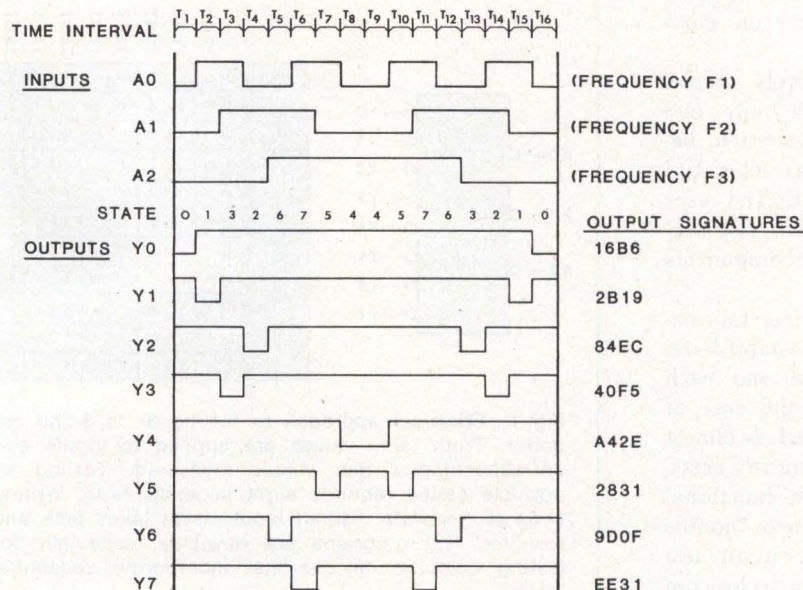 T1 T2 T3 T4 T5 T6 T7 T8 T9 T10 T11 T12 T13 T14 T15 T16
TIME INTERVAL
INPUTS A0 (FREQUENCY F1)
A1 (FREQUENCY F2)
A2 (FREQUENCY F3)
STATE 0 1 3 2 6 7 5 4 4 5 7 6 3 2 1 0 OUTPUT SIGNATURES
OUTPUTS Y0 16B6
Y1 2B19
Y2 84EC
Y3 40F5
Y4 A42E
Y5 2831
Y6 9D0F
Y7 EE31